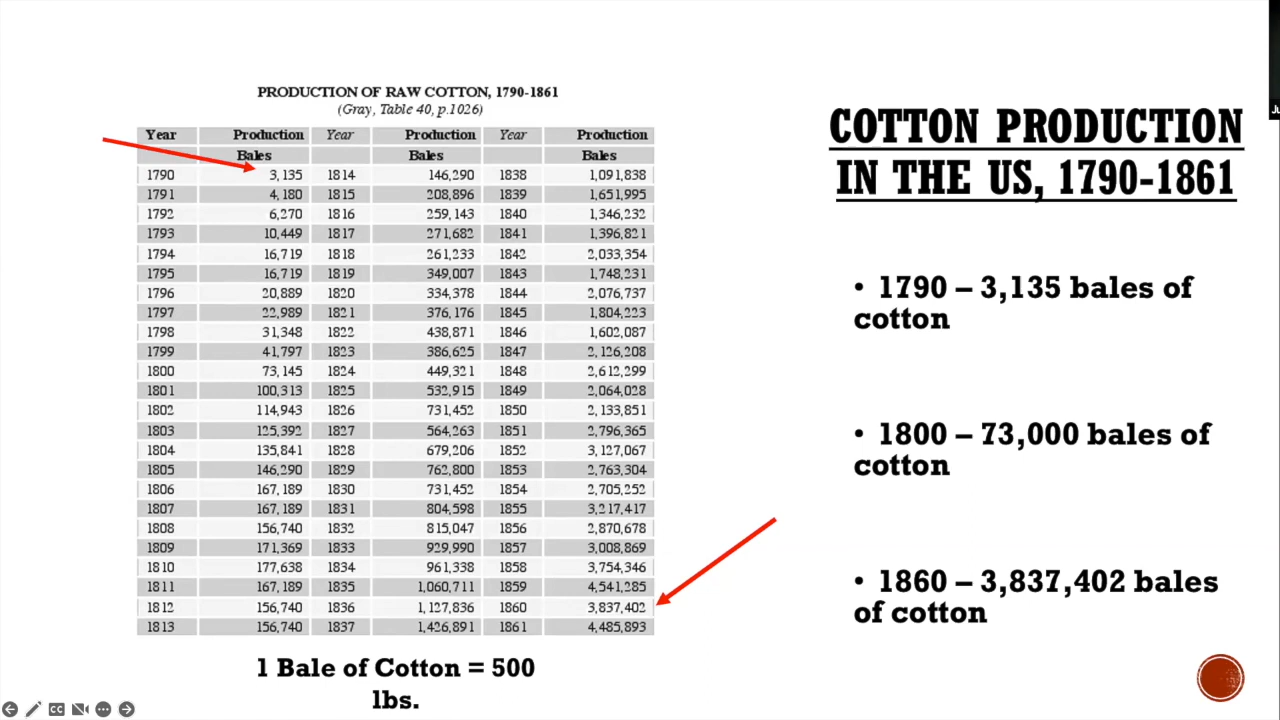 PRODUCTION OF RAW COTTON, 1790-1861
(Gray, Table 40, p.1026)
Year Production Year Production Year Production
Bales Bales Bales
1790 3,135 1814 146,290 1838 1,091,838
1791 4,180 1815 208,896 1839 1,651,995
1792 6,270 1816 259,143 1840 1,346,232
1793 10,449 1817 271,682 1841 1,396,821
1794 16,719 1818 261,233 1842 2,033,354
1795 16,719 1819 349,007 1843 1,748,231
1796 20,889 1820 334,378 1844 2,076,737
1797 22,989 1821 376,176 1845 1,804,223
1798 31,348 1822 438,871 1846 1,602,087
1799 41,797 1823 386,625 1847 2,126,208
1800 73,145 1824 449,321 1848 2,612,299
1801 100,313 1825 532,915 1849 2,064,028
1802 114,943 1826 731,452 1850 2,133,851
1803 125,392 1827 564,263 1851 2,796,365
1804 135,841 1828 679,206 1852 3,127,067
1805 146,290 1829 762,800 1853 2,763,304
1806 167,189 1830 731,452 1854 2,705,252
1807 167,189 1831 804,598 1855 3,217,417
1808 156,740 1832 815,047 1856 2,870,678
1809 171,369 1833 929,990 1857 3,008,869
1810 177,638 1834 961,338 1858 3,754,346
1811 167,189 1835 1,060,711 1859 4,541,285
1812 156,740 1836 1,127,836 1860 3,837,402
1813 156,740 1837 1,426,891 1861 4,485,893
1 Bale of Cotton = 500
lbs.
COTTON PRODUCTION
IN THE US, 1790-1861
• 1790 – 3,135 bales of
cotton
• 1800 – 73,000 bales of
cotton
• 1860 – 3,837,402 bales
of cotton
CC